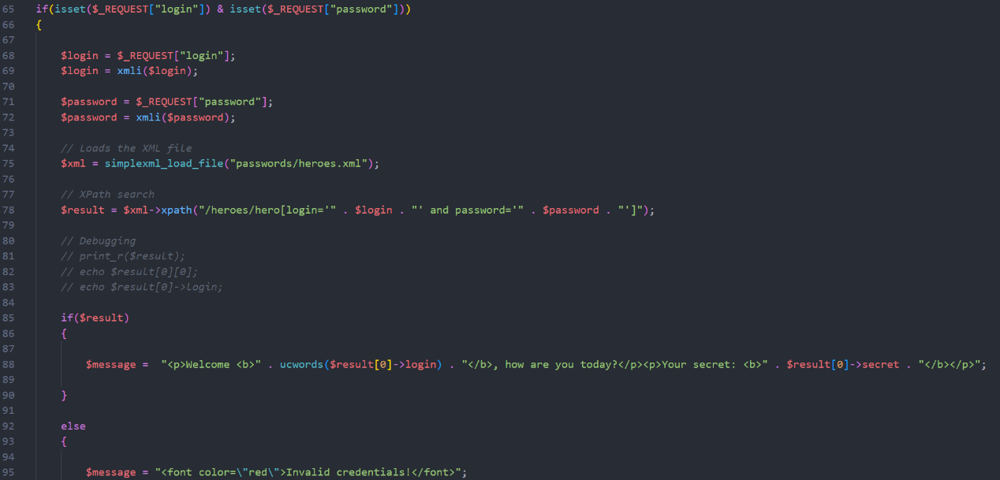 65 if(isset($_REQUEST["login"]) & isset($_REQUEST["password"]))
66 {
67
68 $login = $_REQUEST["login"];
69 $login = xmli($login);
70
71 $password = $_REQUEST["password"];
72 $password = xmli($password);
73
74 // Loads the XML file
75 $xml = simplexml_load_file("passwords/heroes.xml");
76
77 // XPath search
78 $result = $xml->xpath("/heroes/hero[login='" . $login . "' and password='" . $password . "']");
79
80 // Debugging
81 // print_r($result);
82 // echo $result[0][0];
83 // echo $result[0]->login;
84
85 if($result)
86 {
87
88 $message =  "<p>Welcome <b>" . ucwords($result[0]->login) . "</b>, how are you today?</p><p>Your secret: <b>" . $result[0]->secret . "</b></p>";
89
90 }
91
92 else
93 {
94
95 $message = "<font color=\"red\">Invalid credentials!</font>";